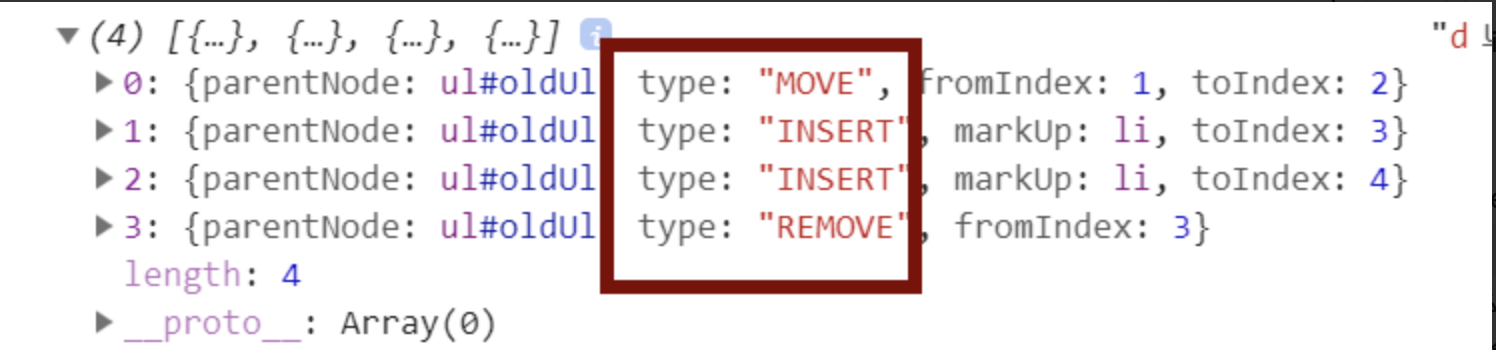 (4) [{…}, {…}, {…}, {…}] i "d
0: {parentNode: ul#oldUl type: "MOVE", fromIndex: 1, toIndex: 2}
1: {parentNode: ul#oldUl type: "INSERT", markUp: li, toIndex: 3}
2: {parentNode: ul#oldUl type: "INSERT", markUp: li, toIndex: 4}
3: {parentNode: ul#oldUl type: "REMOVE", fromIndex: 3}
length: 4
__proto__: Array(0)